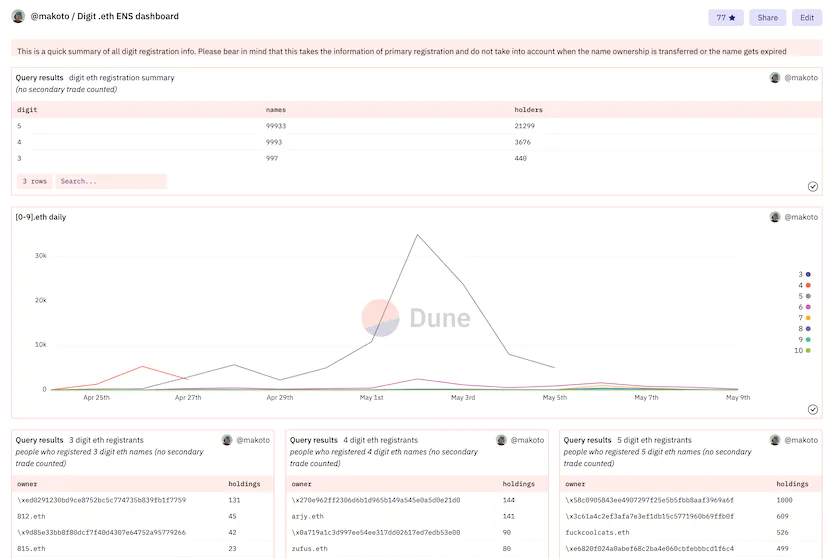 @makoto / Digit .eth ENS dashboard
77 ★ Share Edit
This is a quick summary of all digit registration info. Please bear in mind that this takes the information of primary registration and do not take into account when the name ownership is transferred or the name gets expired
Query results digit eth registration summary
@makoto
(no secondary trade counted)
digit names holders
5 99933 21299
4 9993 3676
3 997 440
3 rows Search...
[0-9].eth daily
@makoto
30k
20k
10k
0
Apr 25th Apr 27th Apr 29th May 1st May 3rd May 5th May 7th May 9th
Dune
3
4
5
6
7
8
9
10
Query results 3 digit eth registrants
@makoto
people who registered 3 digit eth names (no secondary
trade counted)
owner holdings
\xed0291230bd9ce8752bc5c774735b839fb1f7759 131
812.eth 45
\x9d85e33bb8f80dcf7f40d4307e64752a95779266 42
815.eth 23
Query results 4 digit eth registrants
@makoto
people who registered 4 digit eth names (no secondary
trade counted)
owner holdings
\x270e962ff2306d6b1d965b149a545e0a5d0e21d0 144
arjy.eth 141
\x0a719a1c3d997ee54ee317dd02617ed7edb53e00 90
zufus.eth 80
Query results 5 digit eth registrants
@makoto
people who registered 5 digit eth names (no secondary
trade counted)
owner holdings
\x58c0905843ee4907297f25e5b5fbb8aaf3969a6f 1000
\x3c61a4c2ef3afa7e3ef1db15c5771960b69ffb0f 609
fuckcoolcats.eth 526
\xe6820f024a0abef68c2ba4e060cbfebbbcd1f6c4 499